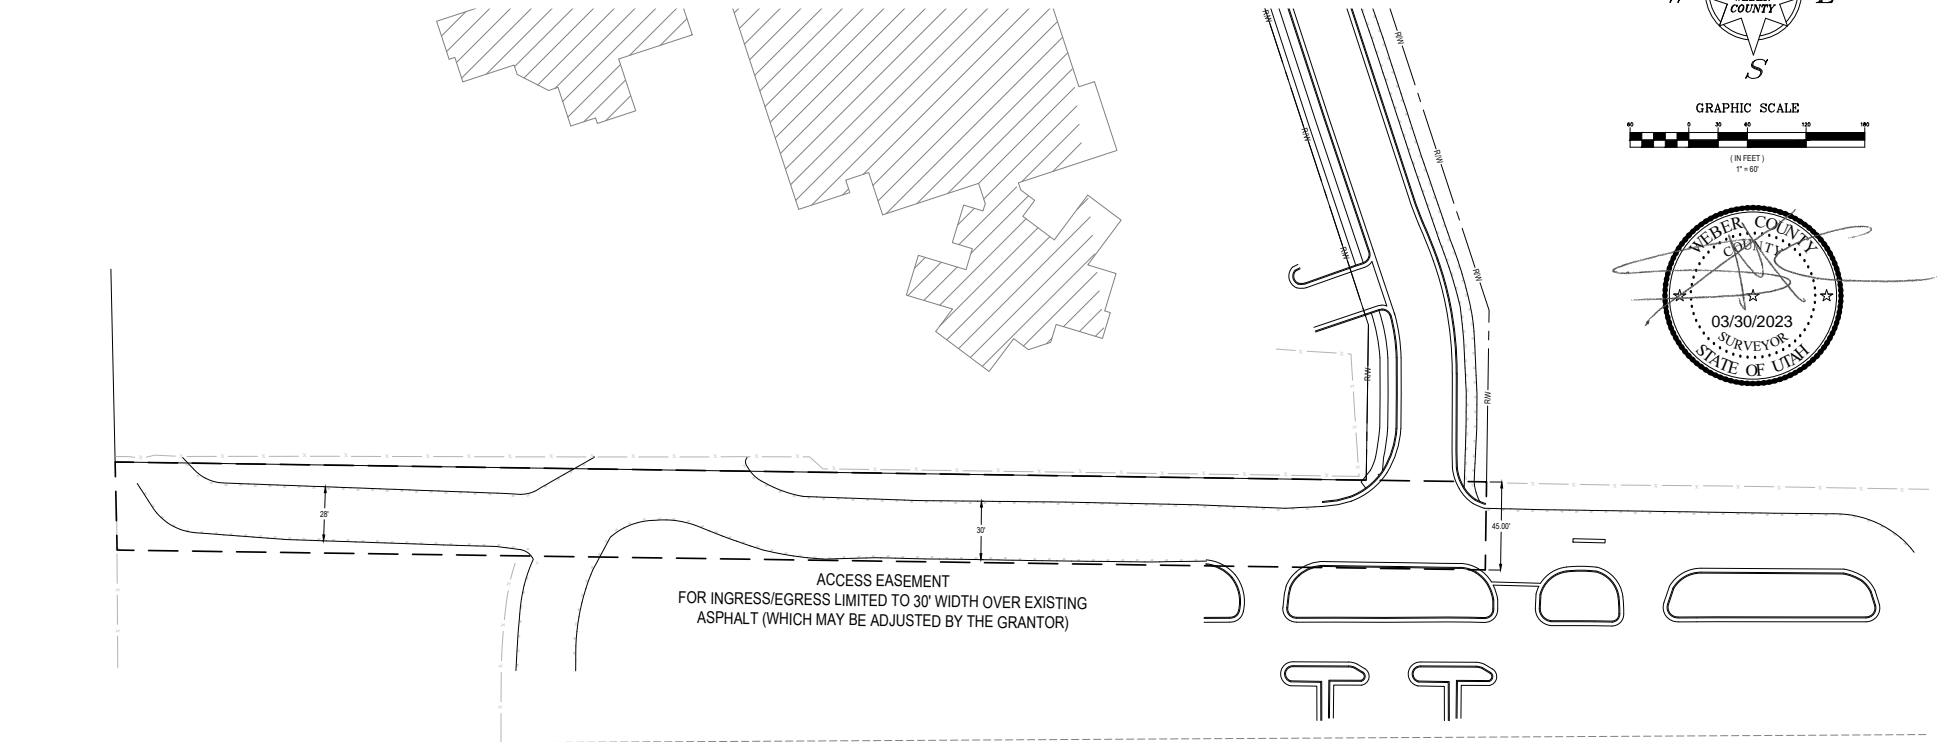 COUNTY
S
GRAPHIC SCALE
60 0 30 60 120 180
( IN FEET )
1" = 60'
WEBER COUNTY
COUNTY
03/30/2023
SURVEYOR
STATE OF UTAH
R/W
R/W
R/W
R/W
R/W
R/W
R/W
R/W
28'
30'
45.00'
ACCESS EASEMENT
FOR INGRESS/EGRESS LIMITED TO 30' WIDTH OVER EXISTING
ASPHALT (WHICH MAY BE ADJUSTED BY THE GRANTOR)